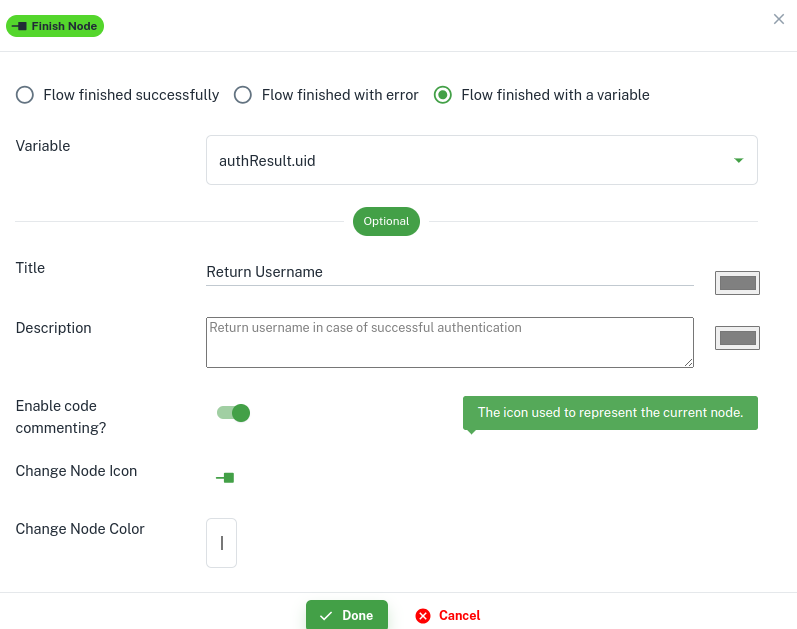 Finish Node
Flow finished successfully Flow finished with error Flow finished with a variable
Variable
authResult.uid
Optional
Title
Return Username
Description
Return username in case of successful authentication
Enable code
commenting?
The icon used to represent the current node.
Change Node Icon
Change Node Color
Done Cancel